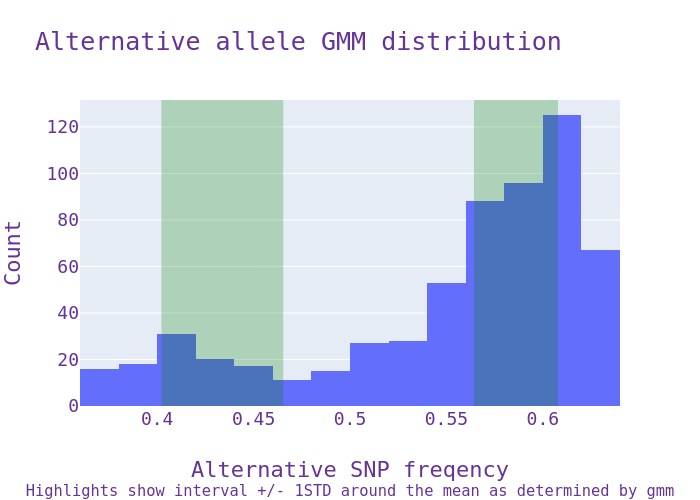 Alternative allele GMM distribution
120
100
80
60
40
20
0
Count
0.4 0.45 0.5 0.55 0.6
Alternative SNP freqency
Highlights show interval +/- 1STD around the mean as determined by gmm